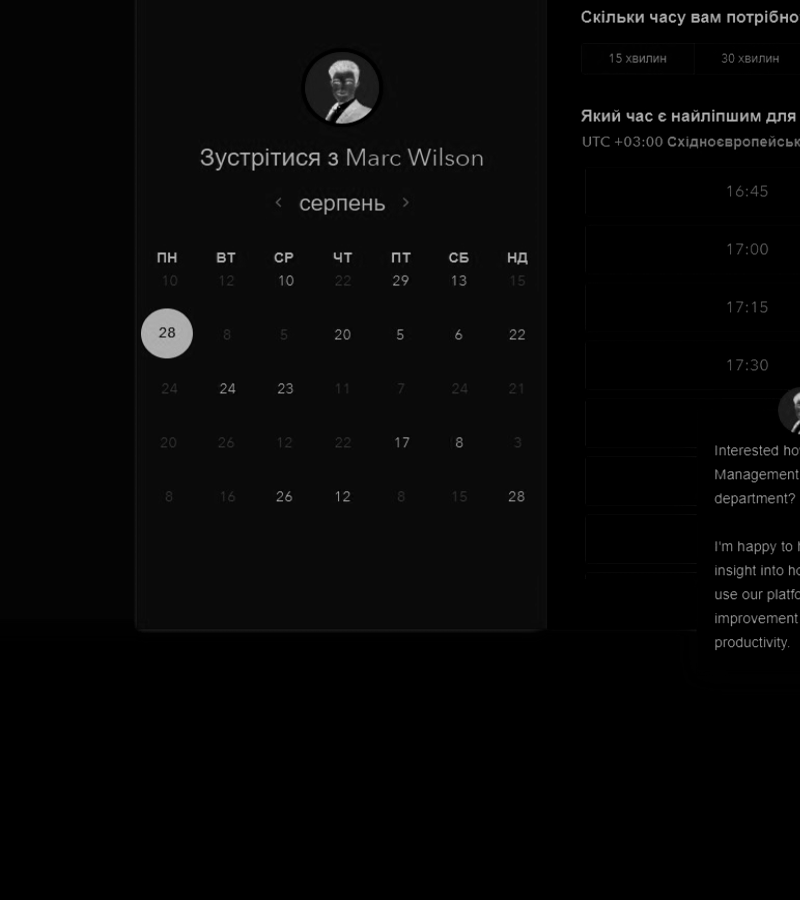 Зустрітися з Marc Wilson
серпень
ПН ВТ СР ЧТ ПТ СБ НД
10 12 10 22 29 13 15
28 8 5 20 5 6 22
24 24 23 11 7 24 21
20 26 12 22 17 8 3
8 16 26 12 8 15 28
Скільки часу вам потрібно
15 хвилин 30 хвилин
Який час є найліпшим для
UTC +03:00 Східноєвропейськ
16:45
17:00
17:15
17:30
Interested ho
Management
department?
I'm happy to h
insight into ho
use our platfo
improvement
productivity.